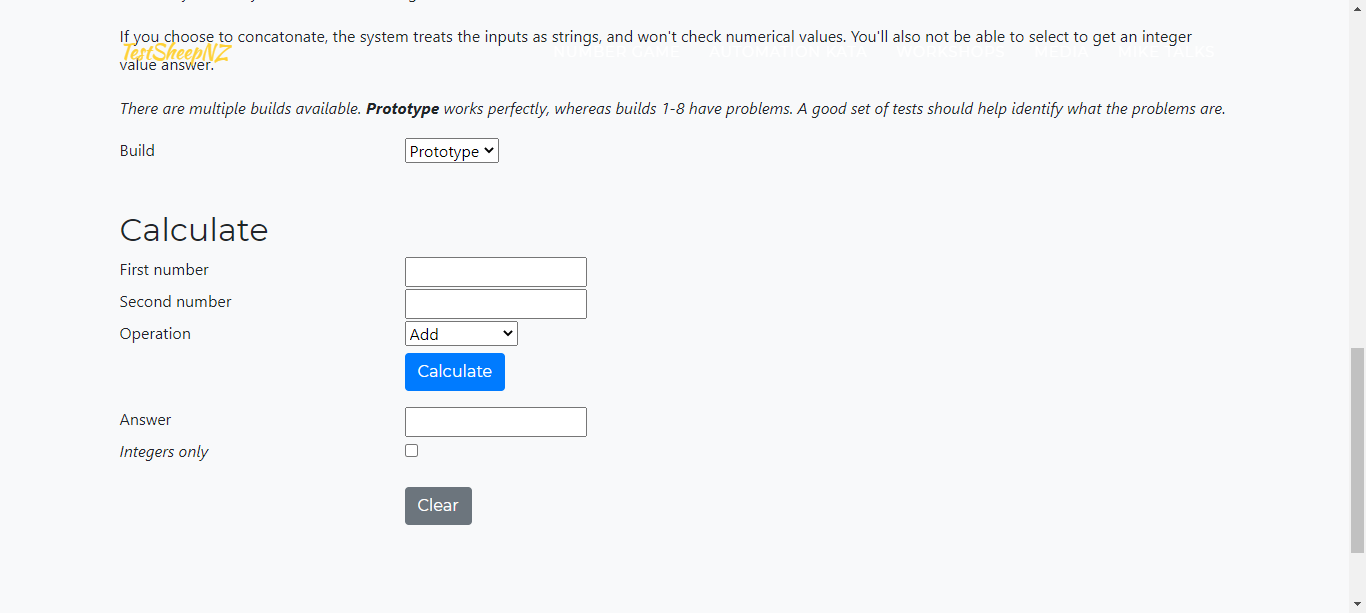 If you choose to concatonate, the system treats the inputs as strings, and won't check numerical values. You'll also not be able to select to get an integer
TestSheepNZ
value answer.
There are multiple builds available. Prototype works perfectly, whereas builds 1-8 have problems. A good set of tests should help identify what the problems are.
Build Prototype
Calculate
First number
Second number
Operation Add
Calculate
Answer
Integers only
Clear